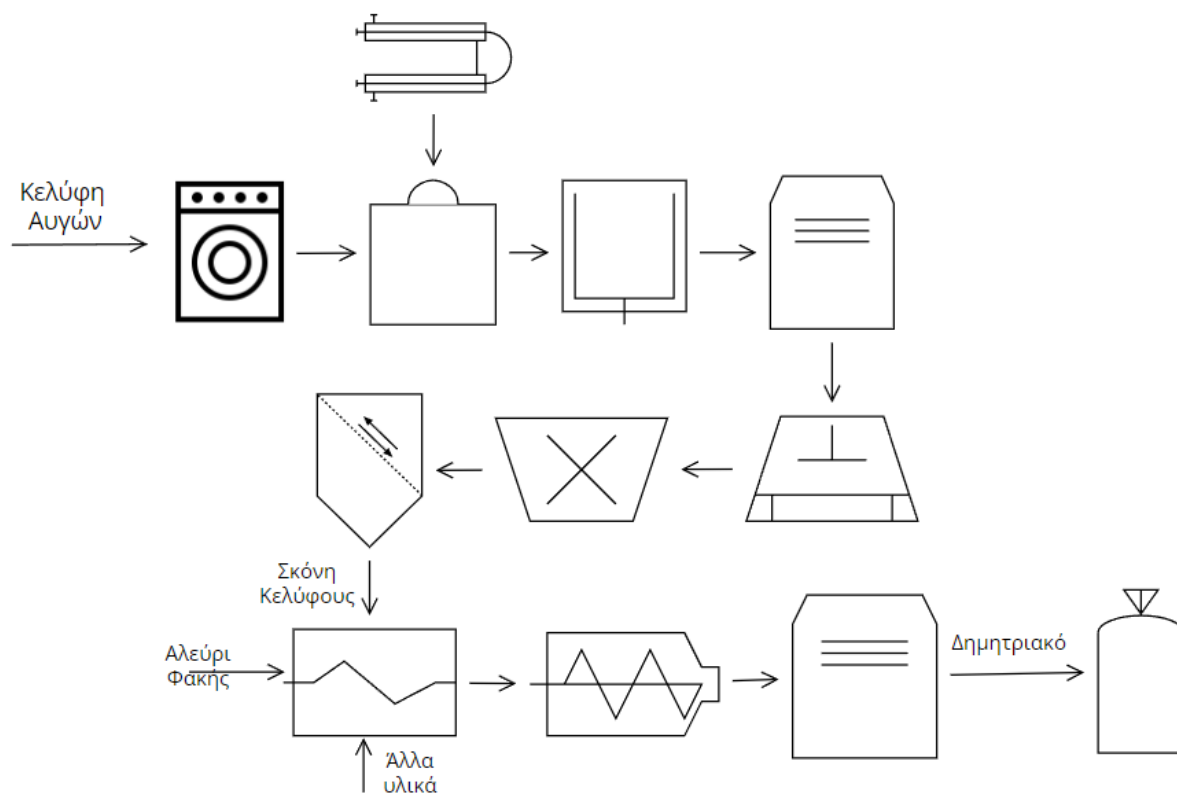 Κελύφη
Αυγών
Σκόνη
Κελύφους
Αλεύρι
Φακής
Δημητριακό
Άλλα
υλικά